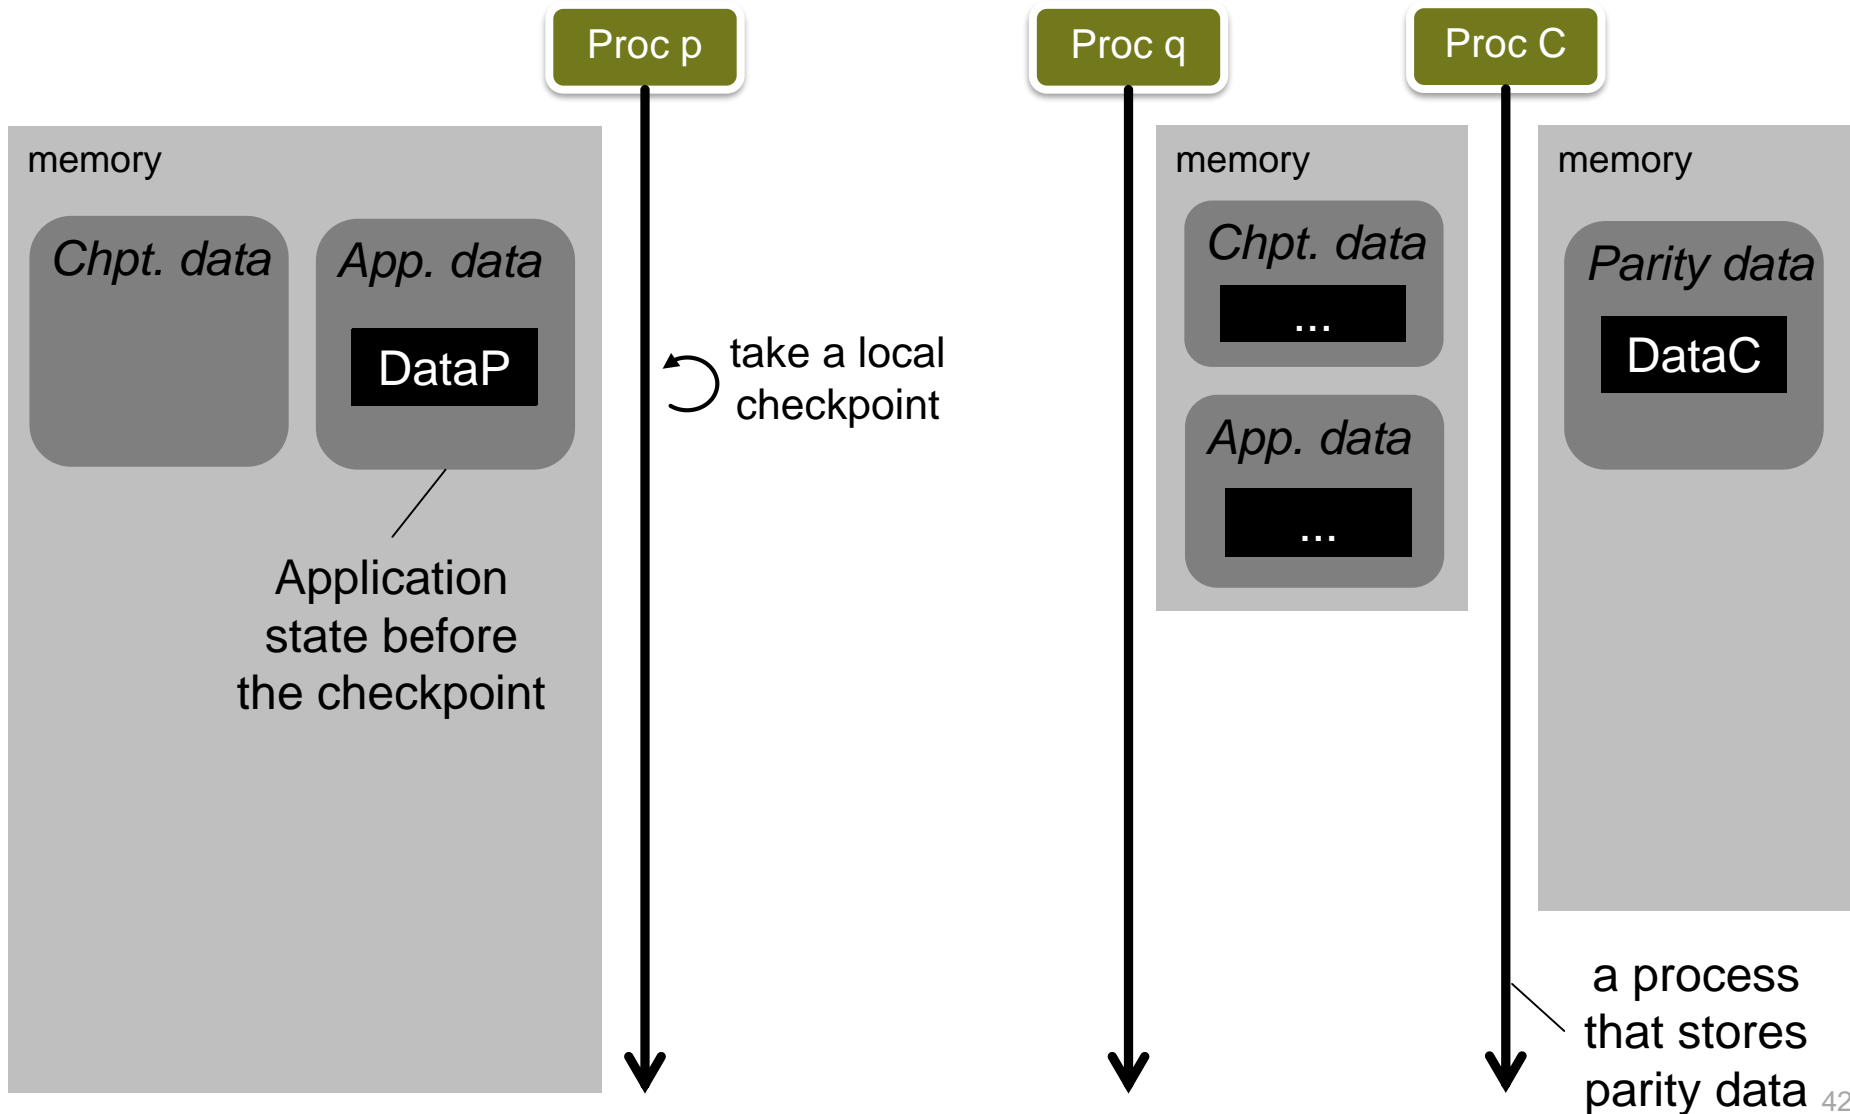 Proc p
Proc q
Proc C
memory
Chpt. data
App. data
DataP
Application
state before
the checkpoint
take a local
checkpoint
memory
Chpt. data
...
App. data
...
memory
Parity data
DataC
a process
that stores
parity data
42